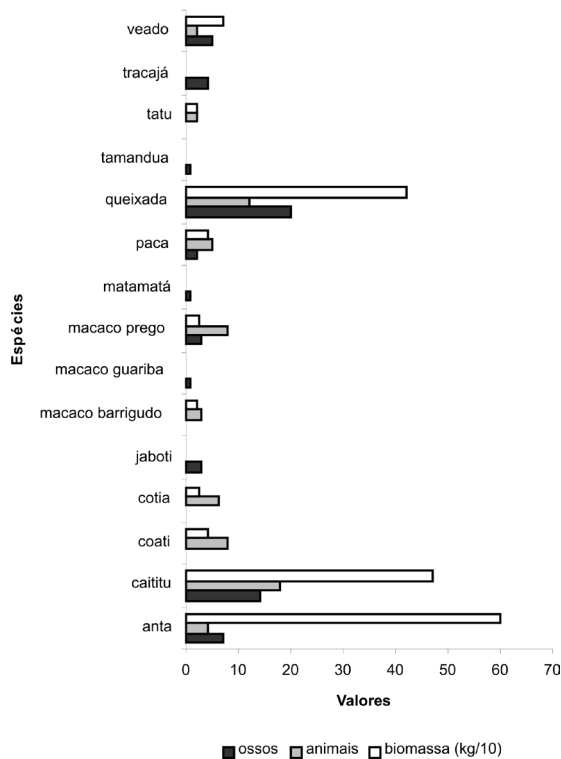 veado
tracajá
tatu
tamandua
queixada
paca
matamatá
macaco prego
macaco guariba
macaco barrigudo
jaboti
cotia
coati
caititu
anta
Espécies
0 10 20 30 40 50 60 70
Valores
ossos animais biomassa (kg/10)